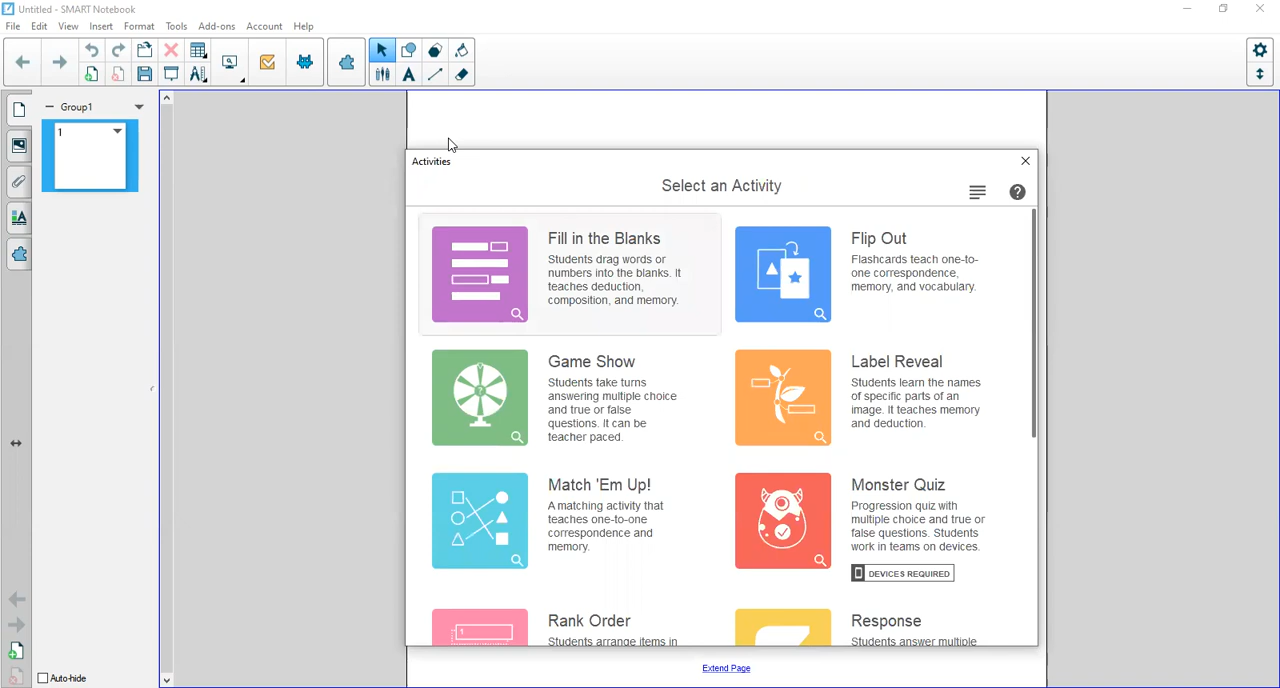 Untitled - SMART Notebook
File Edit View Insert Format Tools Add-ons Account Help
Group1
1
Activities
Select an Activity
Fill in the Blanks
Students drag words or
numbers into the blanks. It
teaches deduction,
composition, and memory.
Flip Out
Flashcards teach one-to-
one correspondence,
memory, and vocabulary.
Game Show
Students take turns
answering multiple choice
and true or false
questions. It can be
teacher paced.
Label Reveal
Students learn the names
of specific parts of an
image. It teaches memory
and deduction.
Match 'Em Up!
A matching activity that
teaches one-to-one
correspondence and
memory.
Monster Quiz
Progression quiz with
multiple choice and true or
false questions. Students
work in teams on devices.
DEVICES REQUIRED
Rank Order
Students arrange items in
1
Response
Students answer multiple
Extend Page
Auto-hide